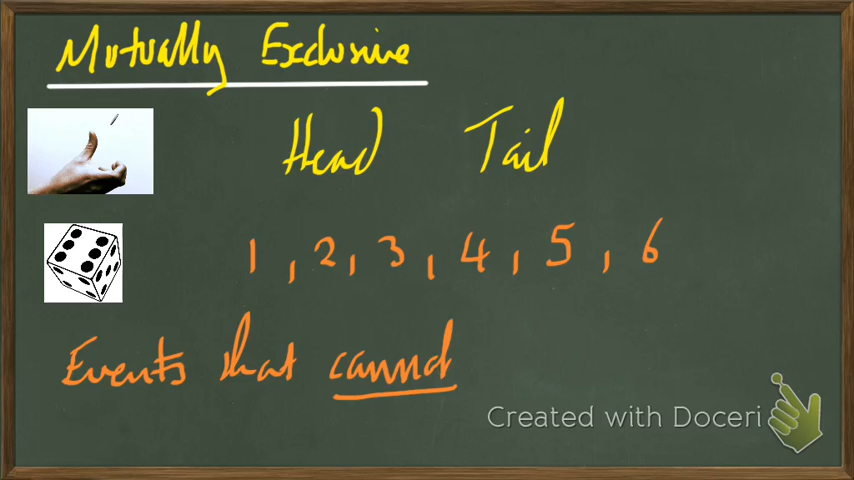 Mutually Exclusive
Head Tail
1, 2, 3, 4, 5, 6
Events that cannot
Created with Doceri